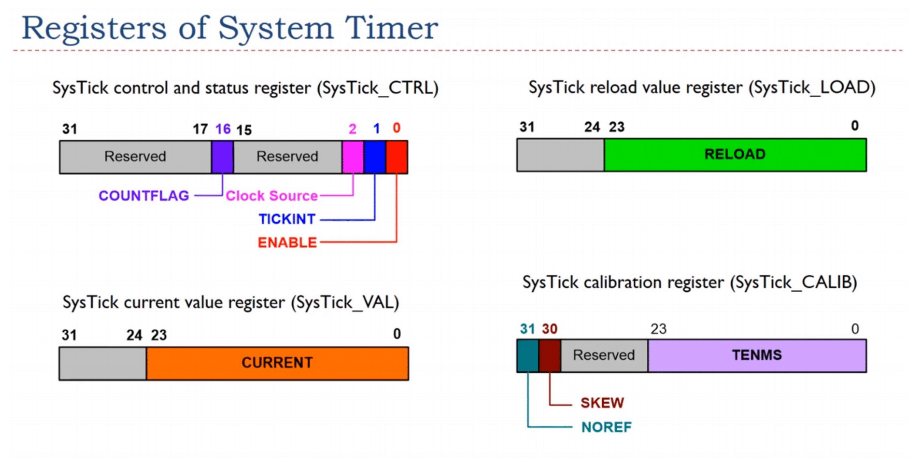 Registers of System Timer
SysTick control and status register (SysTick_CTRL)
31 17 16 15 2 1 0
Reserved Reserved
COUNTFLAG Clock Source
TICKINT
ENABLE
SysTick reload value register (SysTick_LOAD)
31 24 23 0
RELOAD
SysTick current value register (SysTick_VAL)
31 24 23 0
CURRENT
SysTick calibration register (SysTick_CALIB)
31 30 23 0
Reserved TENMS
SKEW
NOREF